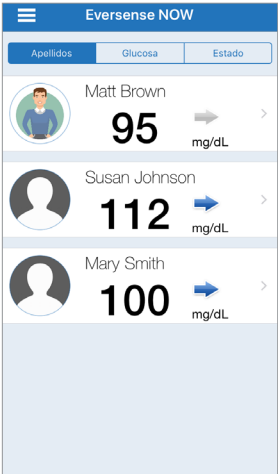 Eversense NOW
Apellidos Glucosa Estado
Matt Brown
95 mg/dL
Susan Johnson
112 mg/dL
Mary Smith
100 mg/dL